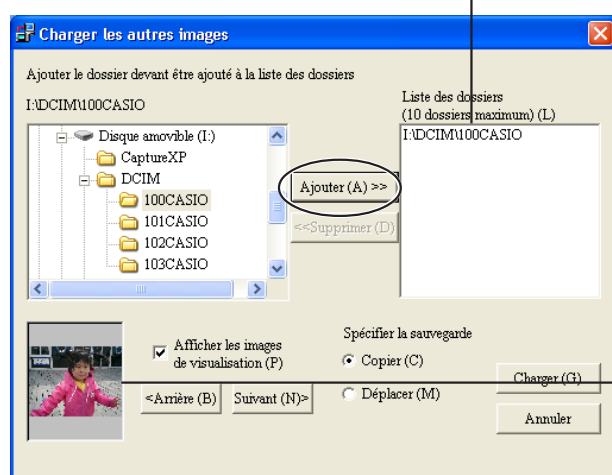 Charger les autres images
Ajouter le dossier devant être ajouté à la liste des dossiers
I:\DCIM\100CASIO
Disque amovible (I:)
CaptureXP
DCIM
100CASIO
101CASIO
102CASIO
103CASIO
Ajouter (A) >>
<<Supprimer (D)
Liste des dossiers
(10 dossiers maximum) (L)
I:\DCIM\100CASIO
Afficher les images
de visualisation (P)
<Arrière (B)
Suivant (N)>
Spécifier la sauvegarde
Copier (C)
Déplacer (M)
Charger (G)
Annuler